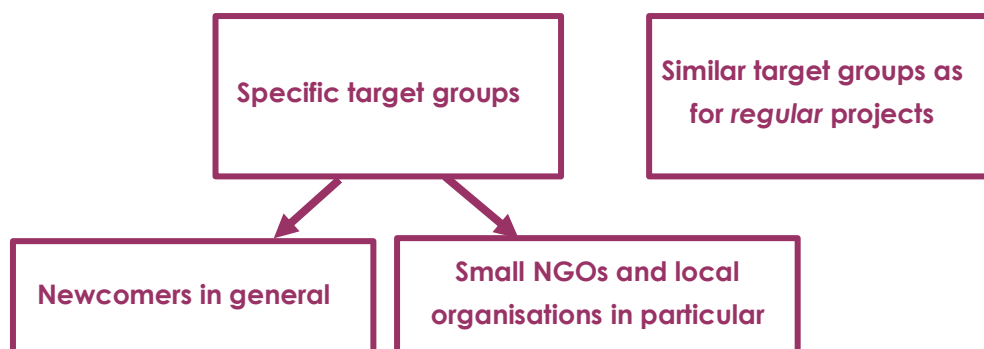 Specific target groups
Similar target groups as
for regular projects
Newcomers in general
Small NGOs and local
organisations in particular